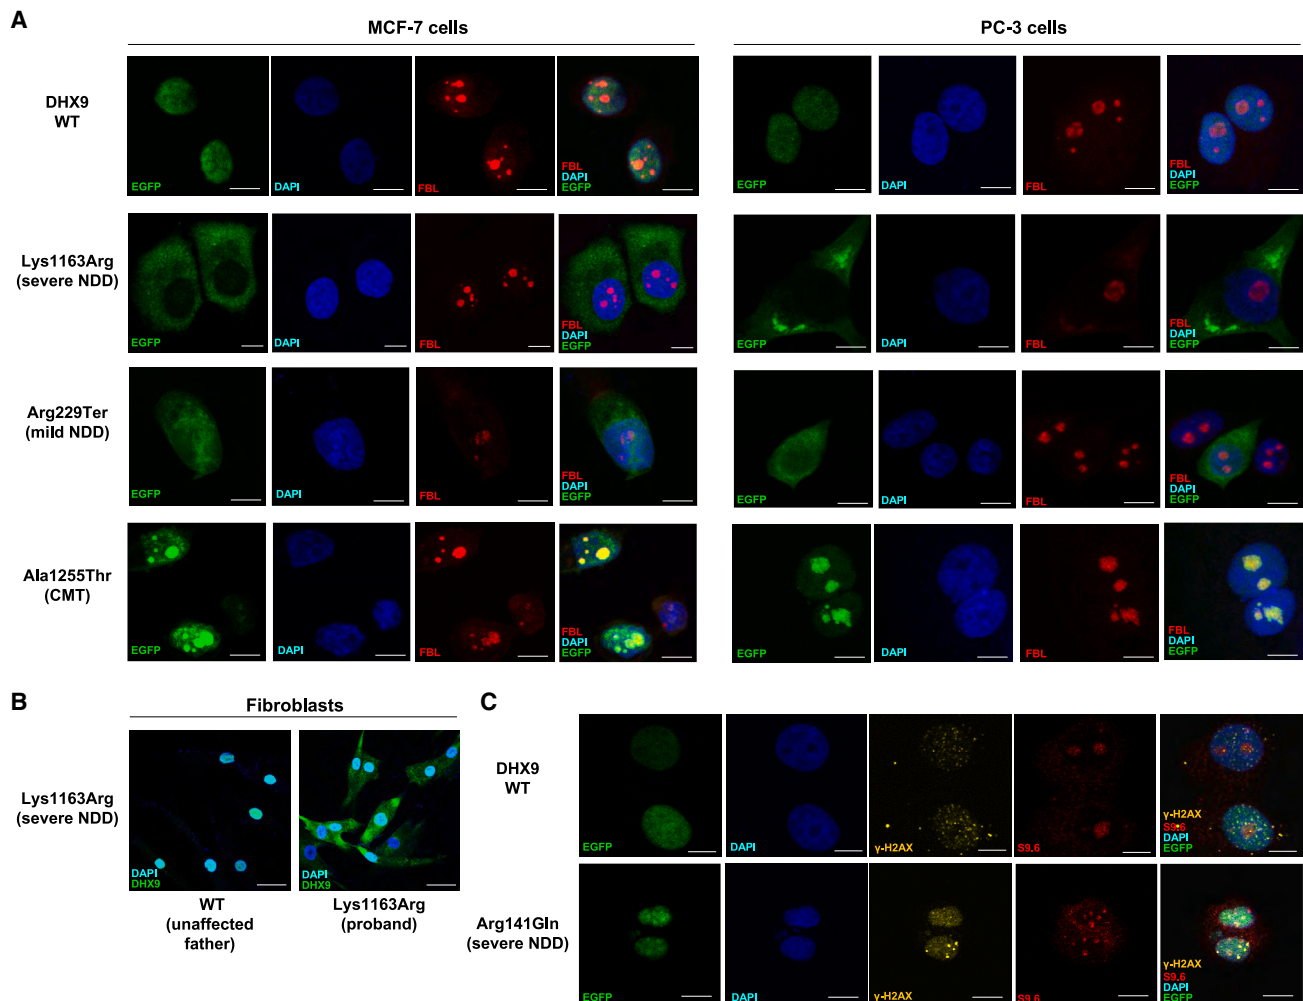 A
MCF-7 cells
PC-3 cells
DHX9
WT
EGFP
DAPI
FBL
FBL
DAPI
EGFP
EGFP
DAPI
FBL
FBL
DAPI
EGFP
Lys1163Arg
(severe NDD)
EGFP
DAPI
FBL
FBL
DAPI
EGFP
EGFP
DAPI
FBL
FBL
DAPI
EGFP
Arg229Ter
(mild NDD)
EGFP
DAPI
FBL
FBL
DAPI
EGFP
EGFP
DAPI
FBL
FBL
DAPI
EGFP
Ala1255Thr
(CMT)
EGFP
DAPI
FBL
FBL
DAPI
EGFP
EGFP
DAPI
FBL
FBL
DAPI
EGFP
B
Fibroblasts
Lys1163Arg
(severe NDD)
DAPI
DHX9
DAPI
DHX9
WT
(unaffected
father)
Lys1163Arg
(proband)
C
DHX9
WT
EGFP
DAPI
γ-H2AX
S9.6
γ-H2AX
S9.6
DAPI
EGFP
Arg141Gln
(severe NDD)
EGFP
DAPI
γ-H2AX
S9.6
γ-H2AX
S9.6
DAPI
EGFP